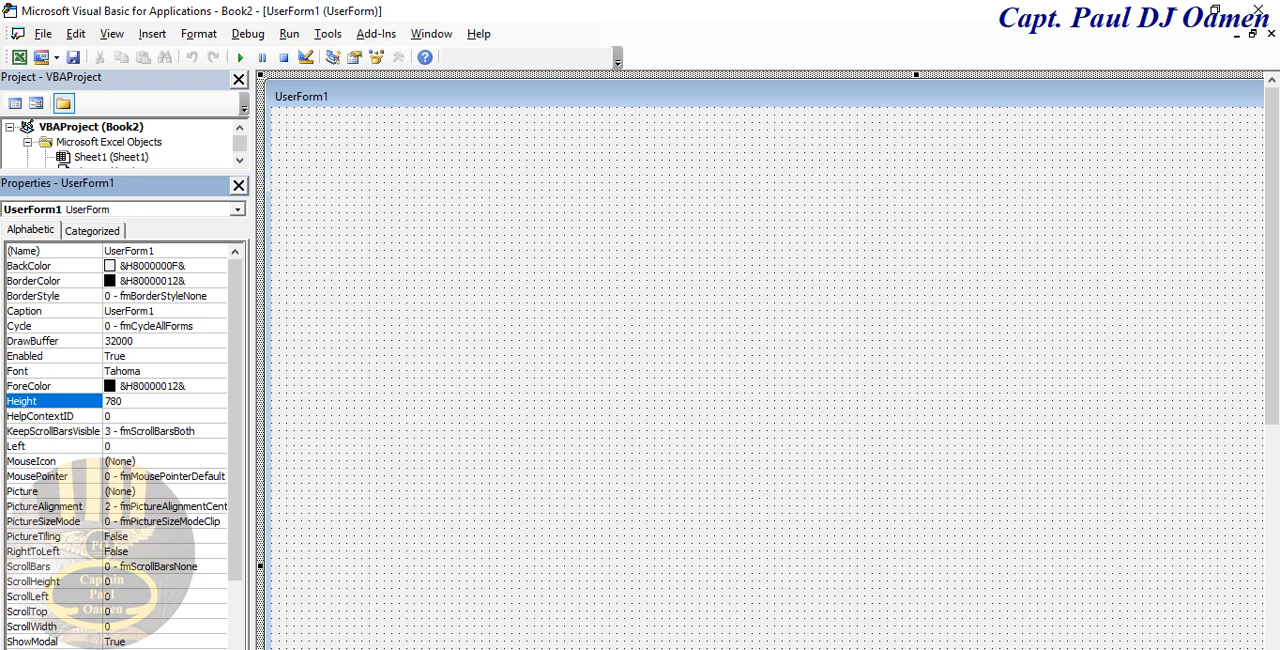 Microsoft Visual Basic for Applications - Book2 - [UserForm1 (UserForm)]
Capt. Paul DJ Oamen
File Edit View Insert Format Debug Run Tools Add-Ins Window Help
Project - VBAProject
UserForm1
VBAProject (Book2)
Microsoft Excel Objects
Sheet1 (Sheet1)
Properties - UserForm1
UserForm1 UserForm
Alphabetic Categorized
(Name) UserForm1
BackColor &H8000000F&
BorderColor &H80000012&
BorderStyle 0 - fmBorderStyleNone
Caption UserForm1
Cycle 0 - fmCycleAllForms
DrawBuffer 32000
Enabled True
Font Tahoma
ForeColor &H80000012&
Height 780
HelpContextID 0
KeepScrollBarsVisible 3 - fmScrollBarsBoth
Left 0
MouseIcon (None)
MousePointer 0 - fmMousePointerDefault
Picture (None)
PictureAlignment 2 - fmPictureAlignmentCent
PictureSizeMode 0 - fmPictureSizeModeClip
PictureTiling False
RightToLeft False
ScrollBars 0 - fmScrollBarsNone
ScrollHeight 0
ScrollLeft 0
ScrollTop 0
ScrollWidth 0
ShowModal True
Captain
Paul
Oamen